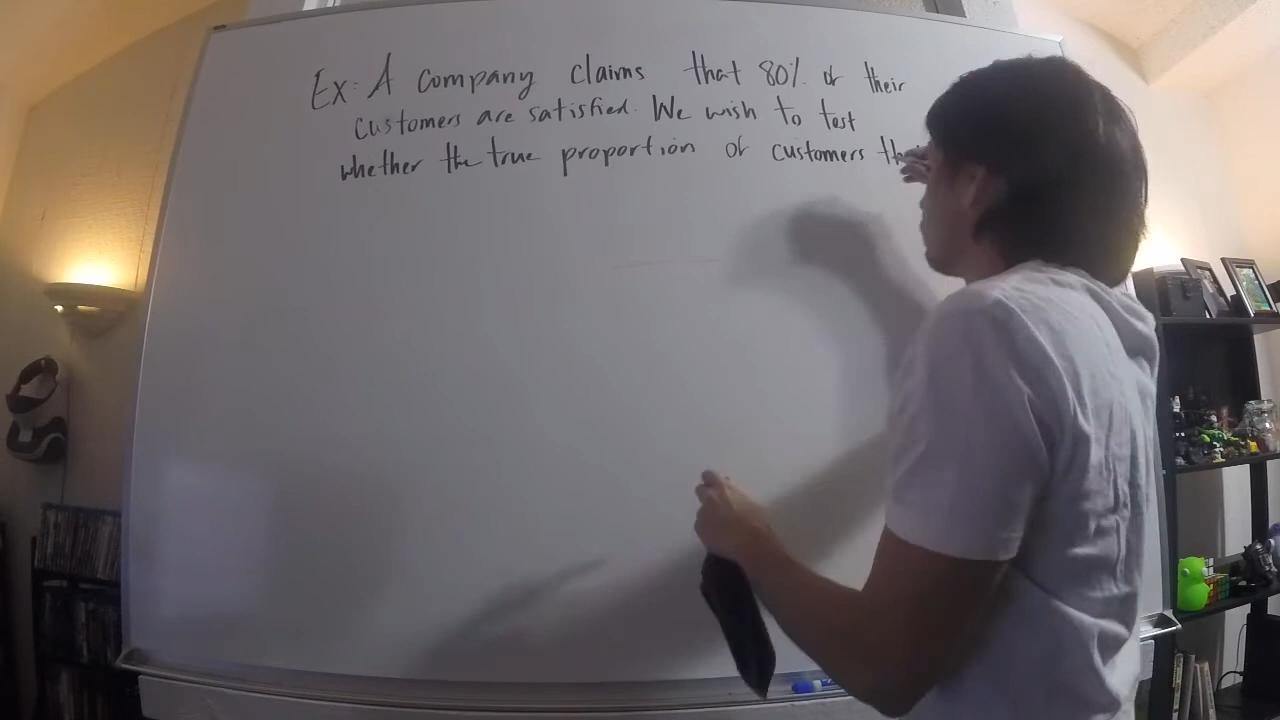 Ex: A company claims that 80% of their
customers are satisfied. We wish to test
whether the true proportion of customers